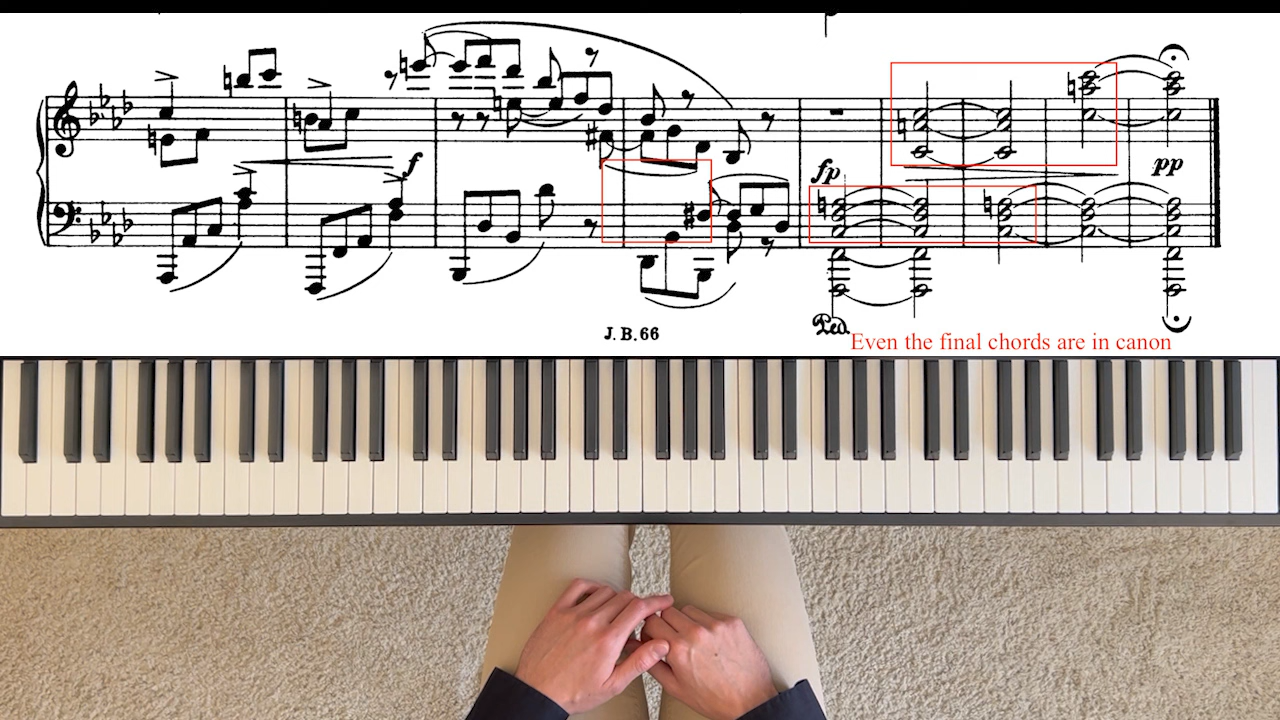 f
fp
pp
Ped.
J. B. 66
Even the final chords are in canon